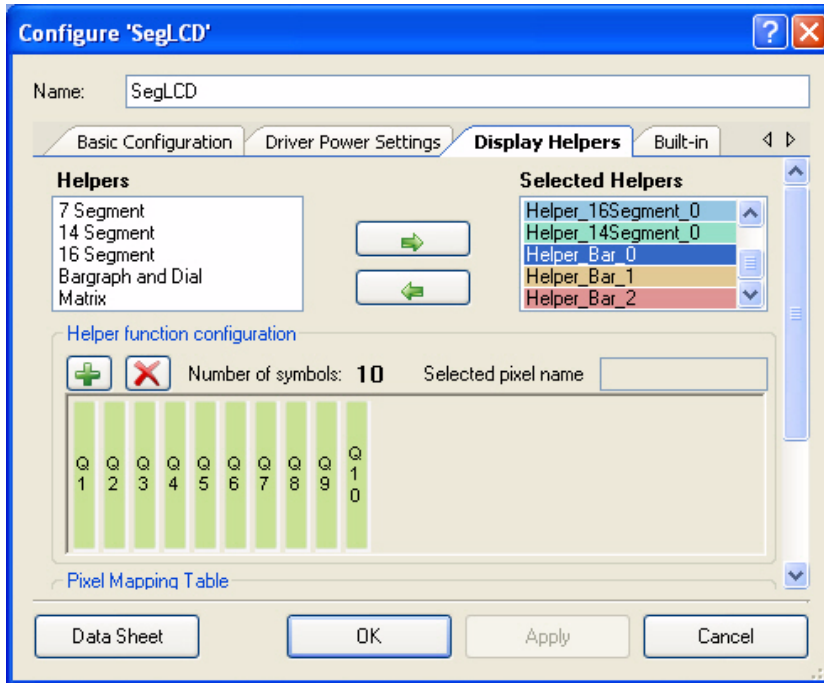 Configure 'SegLCD'
Name: SegLCD
Basic Configuration Driver Power Settings Display Helpers Built-in
Helpers
7 Segment
14 Segment
16 Segment
Bargraph and Dial
Matrix
Selected Helpers
Helper_16Segment_0
Helper_14Segment_0
Helper_Bar_0
Helper_Bar_1
Helper_Bar_2
Helper function configuration
Number of symbols: 10 Selected pixel name
Q1 Q2 Q3 Q4 Q5 Q6 Q7 Q8 Q9 Q10
Pixel Mapping Table
Data Sheet OK Apply Cancel